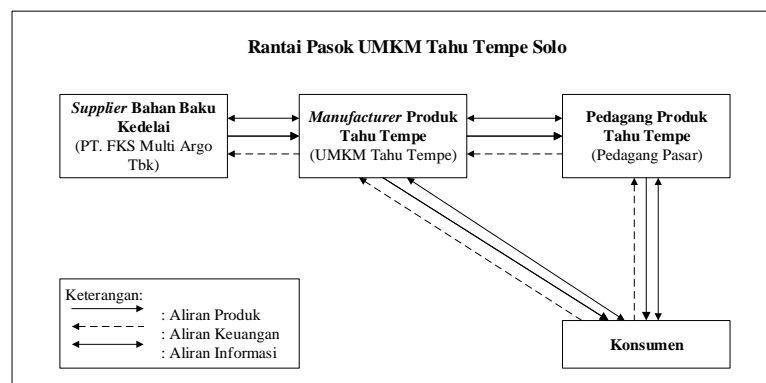 Rantai Pasok UMKM Tahu Tempe Solo
Supplier Bahan Baku
Kedelai
(PT. FKS Multi Argo
Tbk)
Manufacturer Produk
Tahu Tempe
(UMKM Tahu Tempe)
Pedagang Produk
Tahu Tempe
(Pedagang Pasar)
Keterangan:
: Aliran Produk
: Aliran Keuangan
: Aliran Informasi
Konsumen